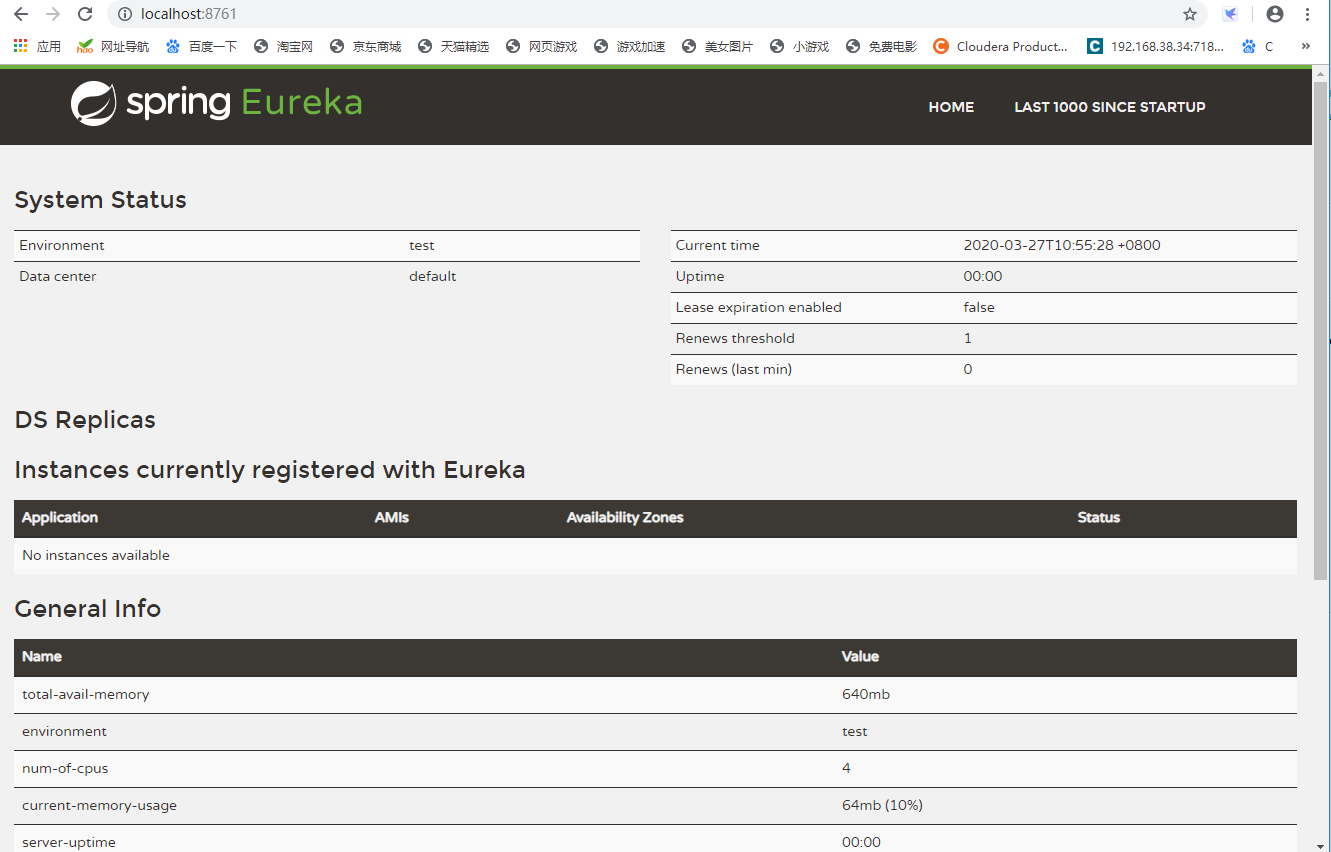 localhost:8761
应用 网址导航 百度一下 淘宝网 京东商城 天猫精选 网页游戏 游戏加速 美女图片 小游戏 免费电影 Cloudera Product... 192.168.38.34:718... C »
spring Eureka HOME LAST 1000 SINCE STARTUP
System Status
Environment test Current time 2020-03-27T10:55:28 +0800
Data center default Uptime 00:00
Lease expiration enabled false
Renews threshold 1
Renews (last min) 0
DS Replicas
Instances currently registered with Eureka
Application AMIs Availability Zones Status
No instances available
General Info
Name Value
total-avail-memory 640mb
environment test
num-of-cpus 4
current-memory-usage 64mb (10%)
server-uptime 00:00